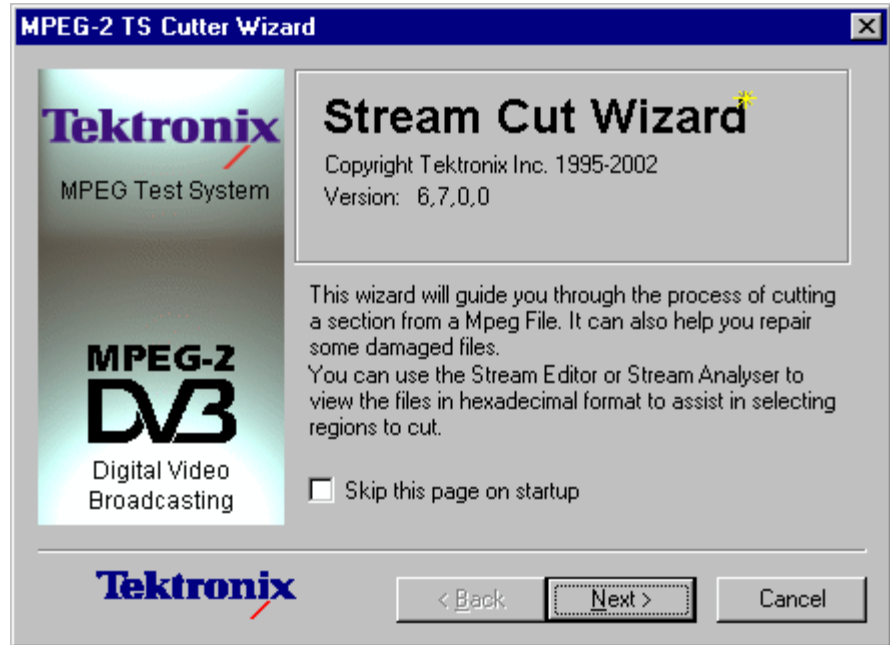 MPEG-2 TS Cutter Wizard
Tektronix
MPEG Test System
MPEG-2
DVB
Digital Video
Broadcasting
Stream Cut Wizard
Copyright Tektronix Inc. 1995-2002
Version: 6,7,0,0
This wizard will guide you through the process of cutting
a section from a Mpeg File. It can also help you repair
some damaged files.
You can use the Stream Editor or Stream Analyser to
view the files in hexadecimal format to assist in selecting
regions to cut.
Skip this page on startup
Tektronix
< Back
Next >
Cancel